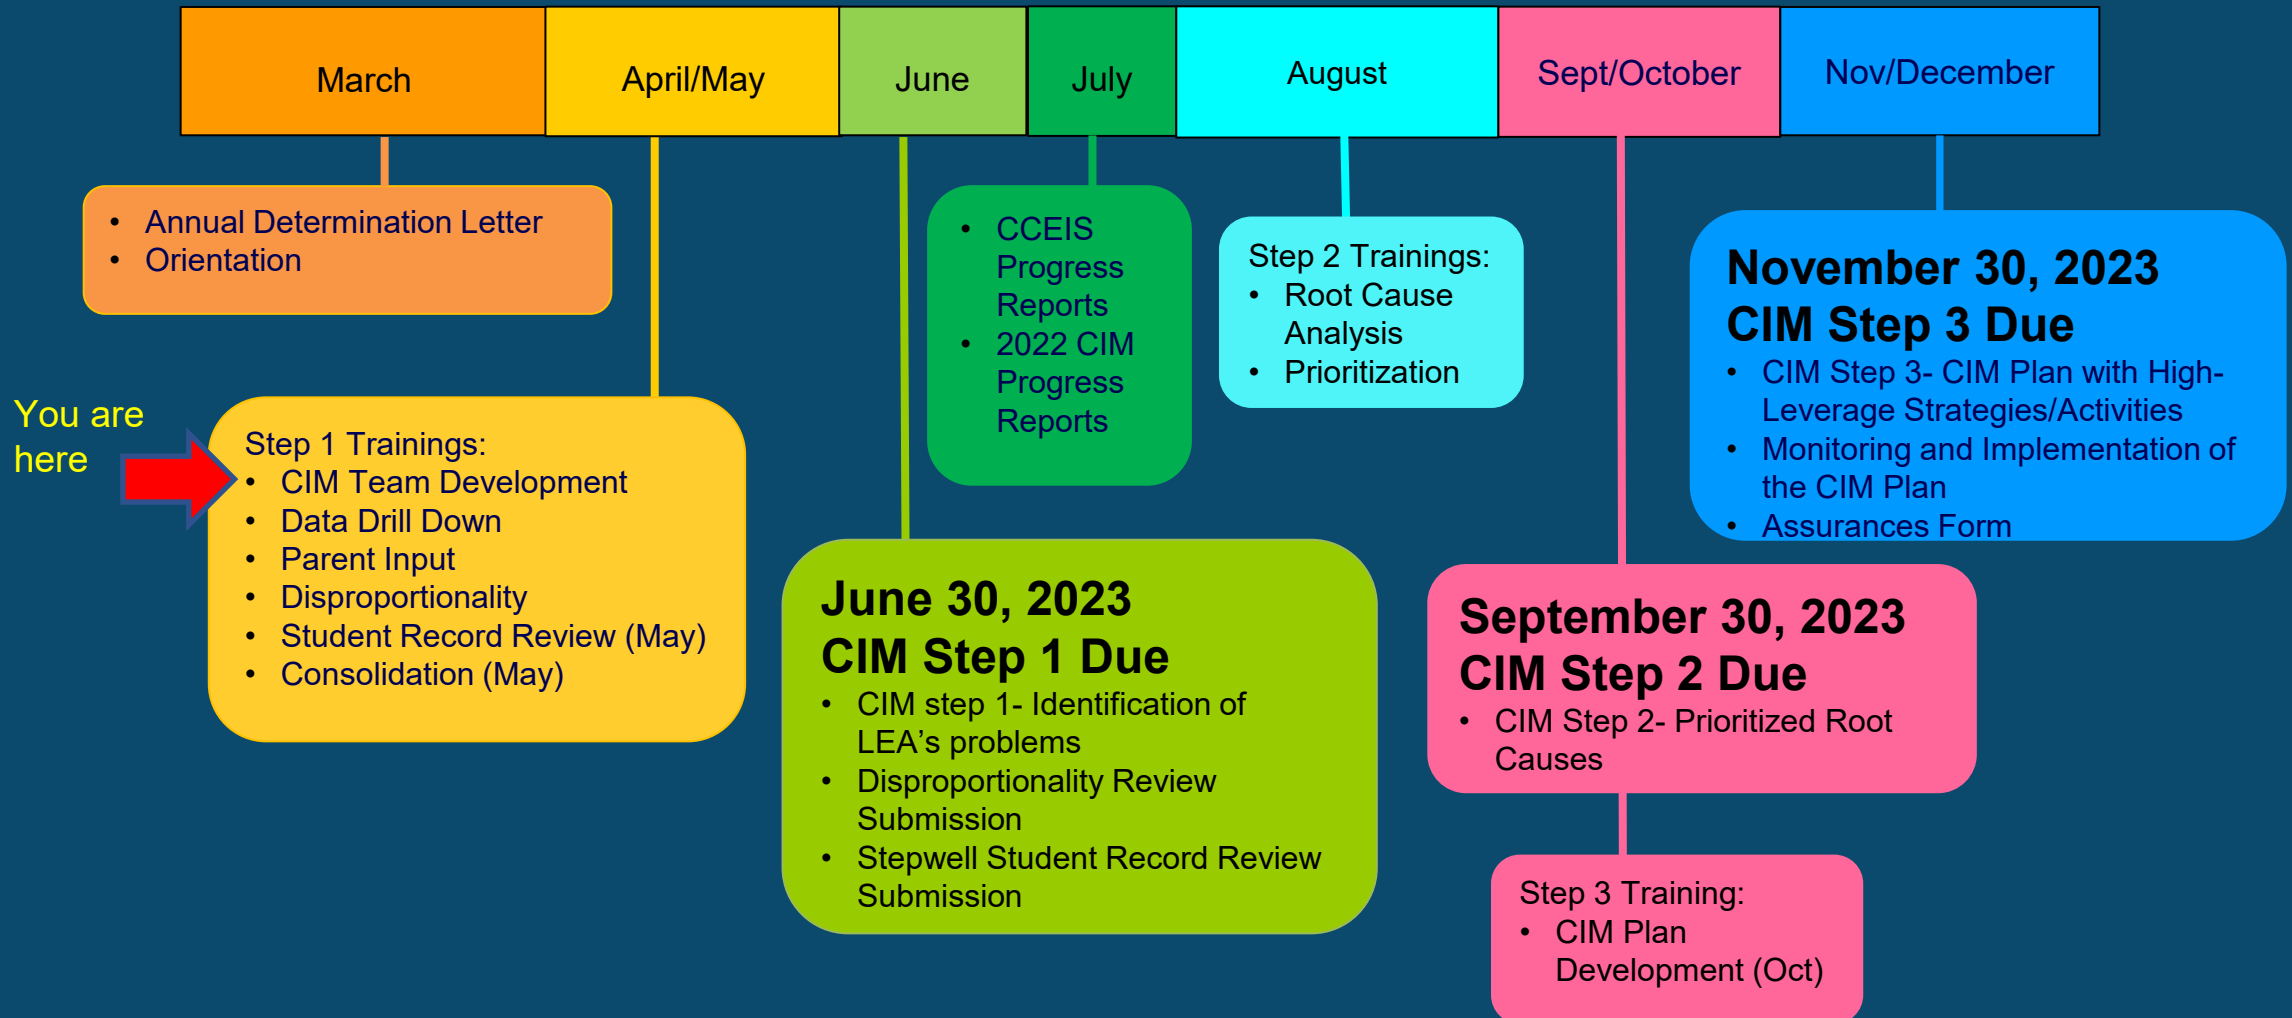 March
April/May
June
July
August
Sept/October
Nov/December
• Annual Determination Letter
• Orientation
You are
here
Step 1 Trainings:
• CIM Team Development
• Data Drill Down
• Parent Input
• Disproportionality
• Student Record Review (May)
• Consolidation (May)
June 30, 2023
CIM Step 1 Due
• CIM step 1- Identification of
LEA’s problems
• Disproportionality Review
Submission
• Stepwell Student Record Review
Submission
• CCEIS
Progress
Reports
• 2022 CIM
Progress
Reports
Step 2 Trainings:
• Root Cause
Analysis
• Prioritization
September 30, 2023
CIM Step 2 Due
• CIM Step 2- Prioritized Root
Causes
Step 3 Training:
• CIM Plan
Development (Oct)
November 30, 2023
CIM Step 3 Due
• CIM Step 3- CIM Plan with High-
Leverage Strategies/Activities
• Monitoring and Implementation of
the CIM Plan
• Assurances Form